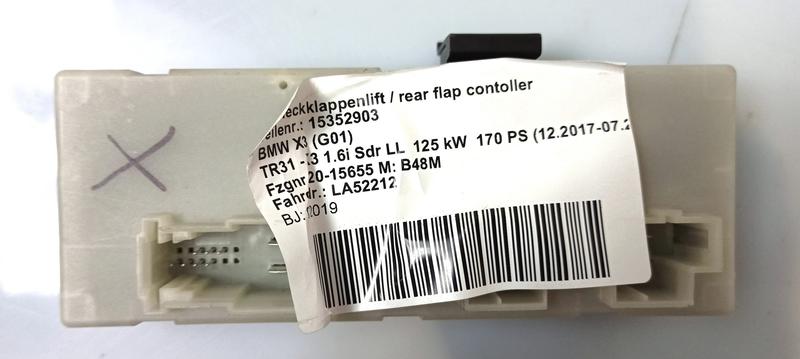 eckklappenlift / rear flap contoller
ellenr.: 15352903
BMW X3 (G01)
TR31 - 3 1.6i Sdr LL 125 kW 170 PS (12.2017-07.2
Fzgnr 20-15655 M: B48M
Fahrdr.: LA52212
BJ: 2019